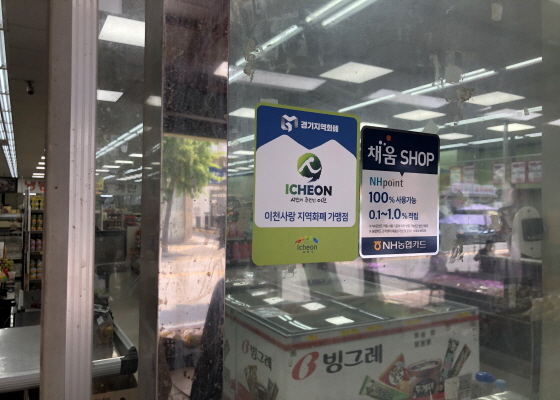 경기지역화폐
ICHEON
이천사랑 지역화폐 가맹점
Icheon
채움 SHOP
NHpoint
100% 사용가능
0.1~1.0% 적립
NH농협카드
빙그레